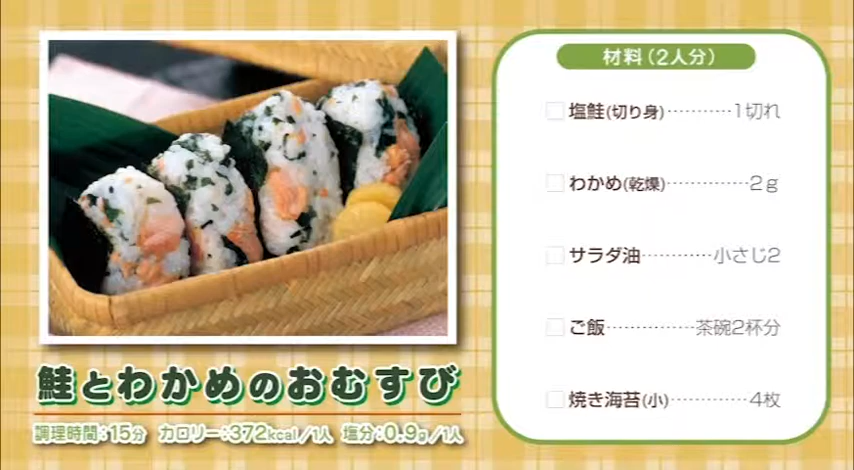 鮭とわかめのおむすび
調理時間:15分 カロリー:372kcal/1人 塩分:0.9g/1人
材料(2人分)
塩鮭(切り身)…………1切れ
わかめ(乾燥)…………2g
サラダ油…………小さじ2
ご飯…………茶碗2杯分
焼き海苔(小)…………4枚